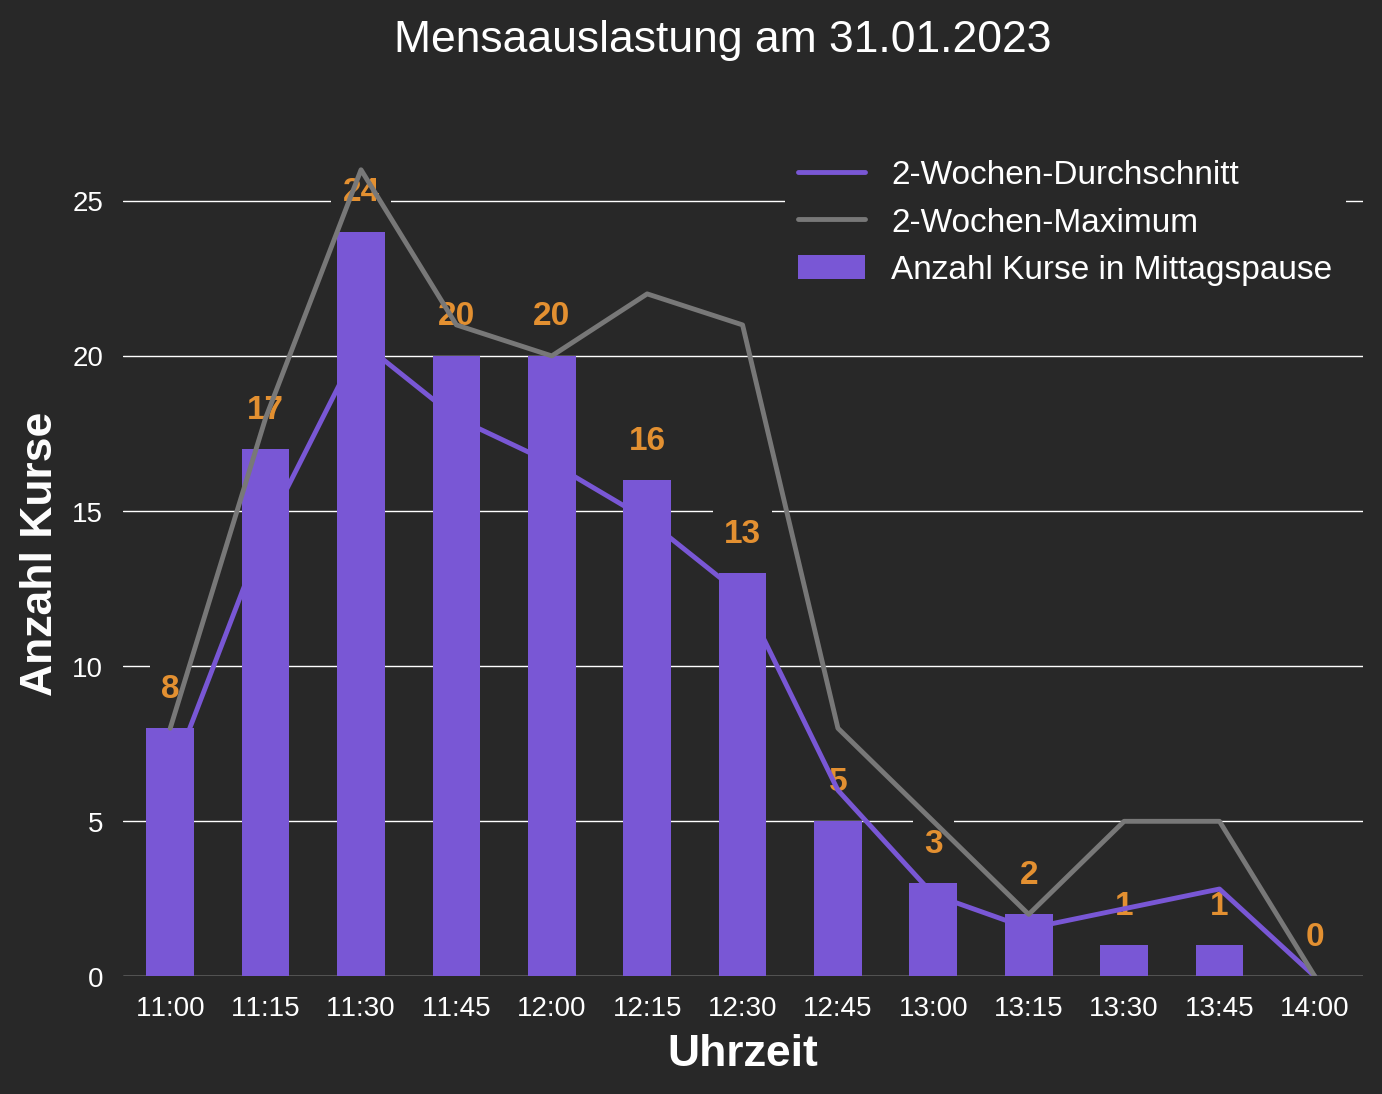 Mensaauslastung am 31.01.2023
2-Wochen-Durchschnitt
2-Wochen-Maximum
Anzahl Kurse in Mittagspause
Anzahl Kurse
25
20
15
10
5
0
8
17
24
20
20
16
13
5
3
2
1
1
0
11:00 11:15 11:30 11:45 12:00 12:15 12:30 12:45 13:00 13:15 13:30 13:45 14:00
Uhrzeit